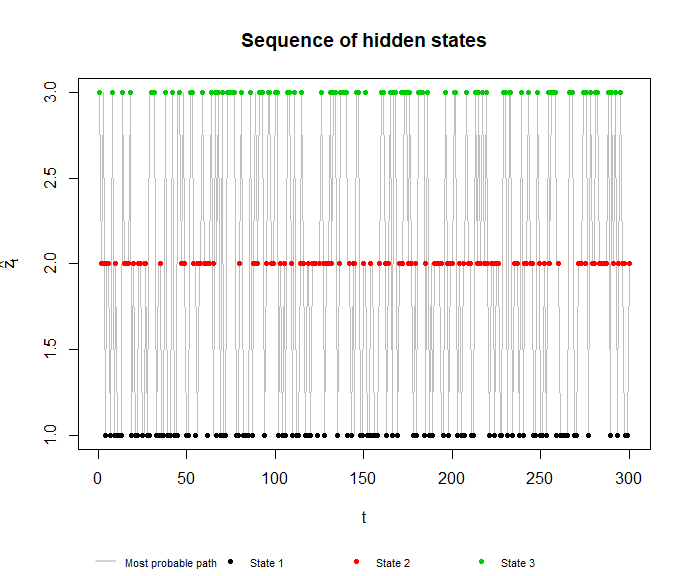 Sequence of hidden states
3.0
2.5
2.0
1.5
1.0
ẑt
0 50 100 150 200 250 300
t
Most probable path State 1 State 2 State 3